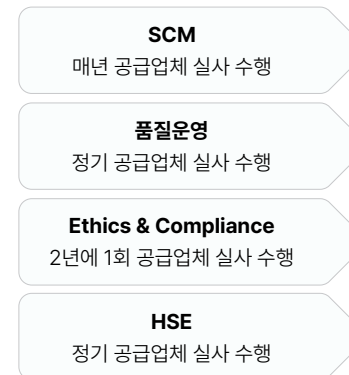 SCM
매년 공급업체 실사 수행
품질운영
정기 공급업체 실사 수행
Ethics & Compliance
2년에 1회 공급업체 실사 수행
HSE
정기 공급업체 실사 수행